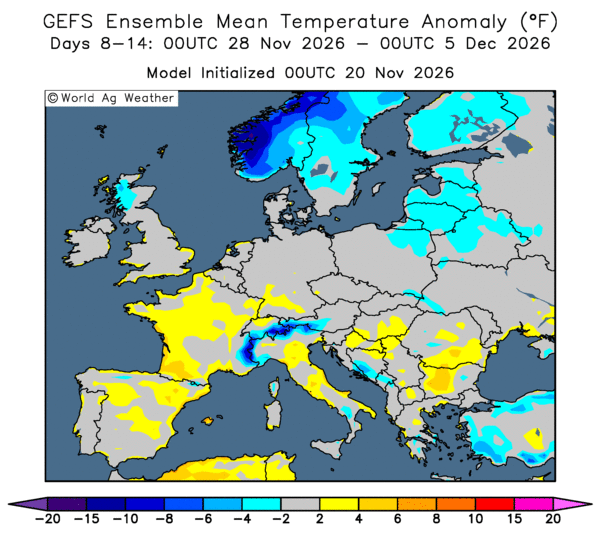 GEFS Ensemble Mean Temperature Anomaly (°F)
Days 8-14: 00UTC 28 Nov 2026 - 00UTC 5 Dec 2026
Model Initialized 00UTC 20 Nov 2026
© World Ag Weather
-20 -15 -10 -8 -6 -4 -2 2 4 6 8 10 15 20